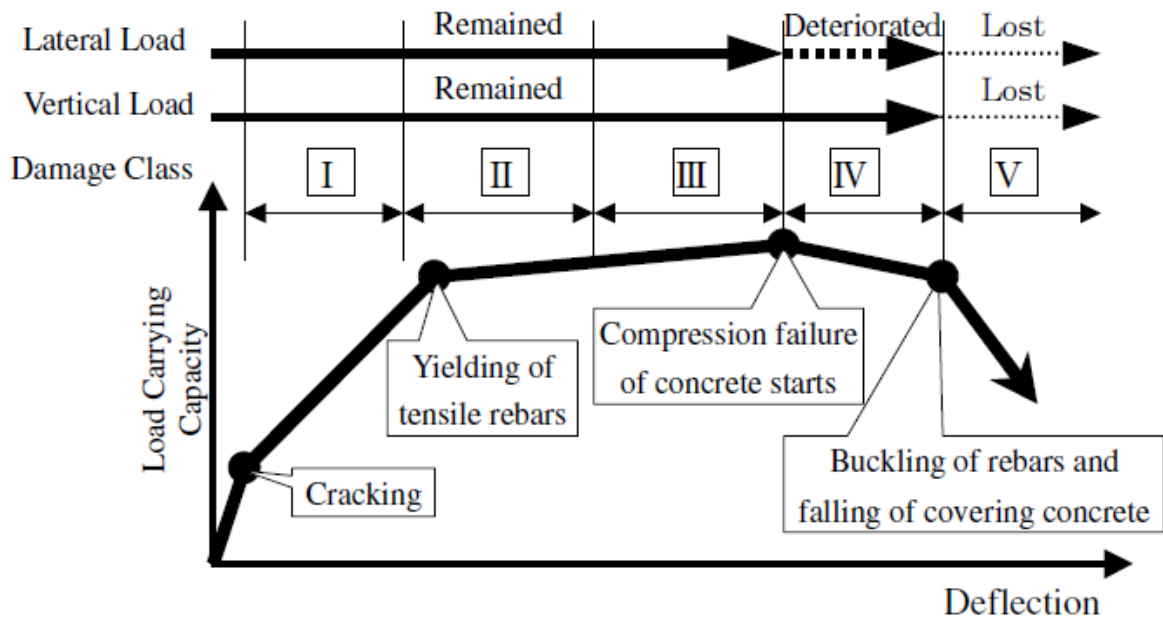 Lateral Load
Remained
Deteriorated
Lost
Vertical Load
Remained
Lost
Damage Class
I
II
III
IV
V
Load Carrying
Capacity
Cracking
Yielding of
tensile rebars
Compression failure
of concrete starts
Buckling of rebars and
falling of covering concrete
Deflection